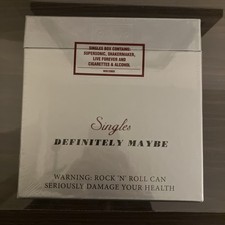 SINGLES BOX CONTAINS:
SUPERSONIC, SHAKERMAKER,
LIVE FOREVER AND
CIGARETTES & ALCOHOL
Singles
DEFINITELY MAYBE
WARNING: ROCK 'N' ROLL CAN
SERIOUSLY DAMAGE YOUR HEALTH